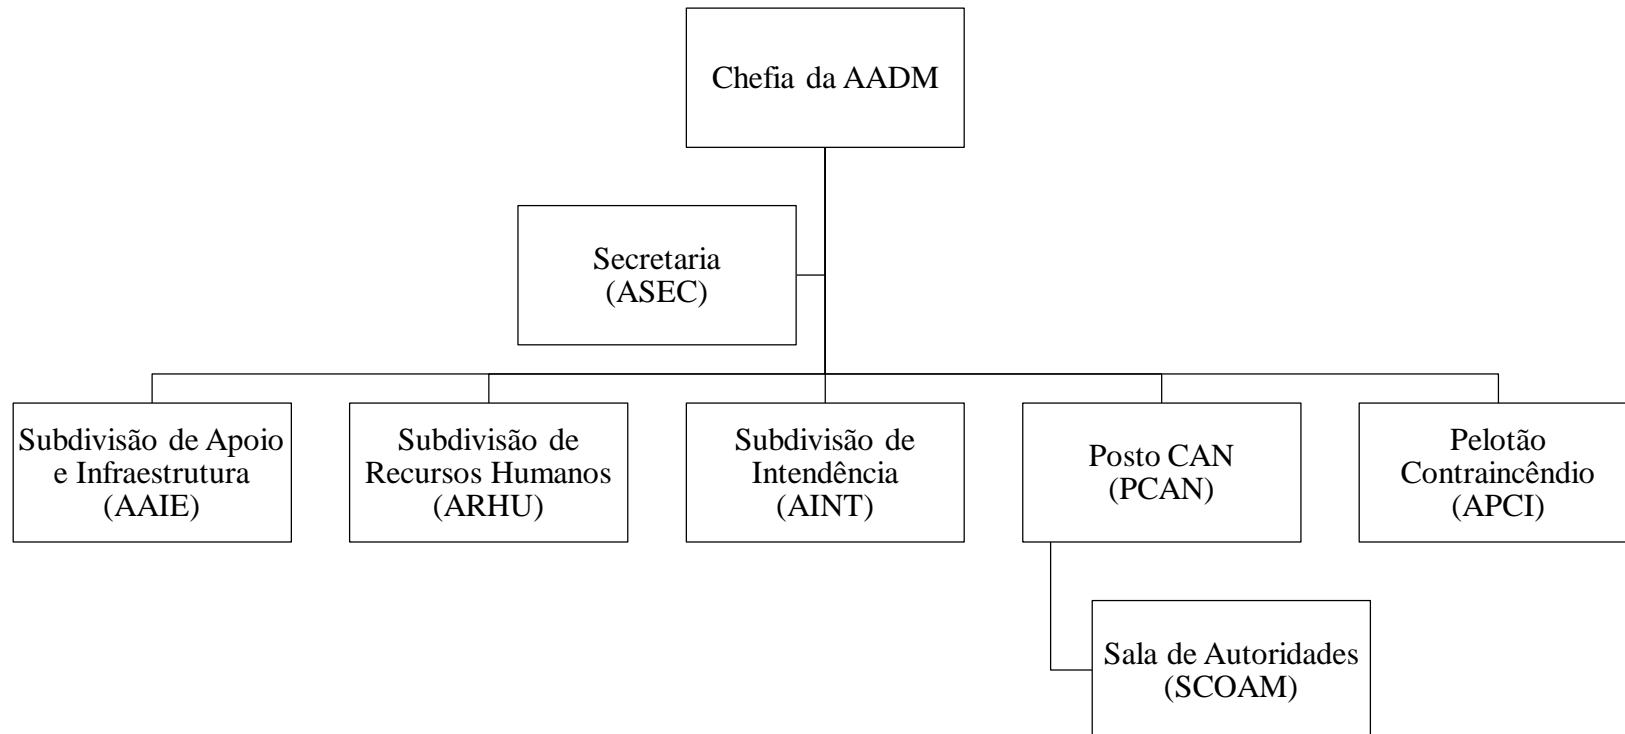 Chefia da AADM
Secretaria
(ASEC)
Subdivisão de Apoio
e Infraestrutura
(AAIE)
Subdivisão de
Recursos Humanos
(ARHU)
Subdivisão de
Intendência
(AINT)
Posto CAN
(PCAN)
Pelotão
Contraincêndio
(APCI)
Sala de Autoridades
(SCOAM)